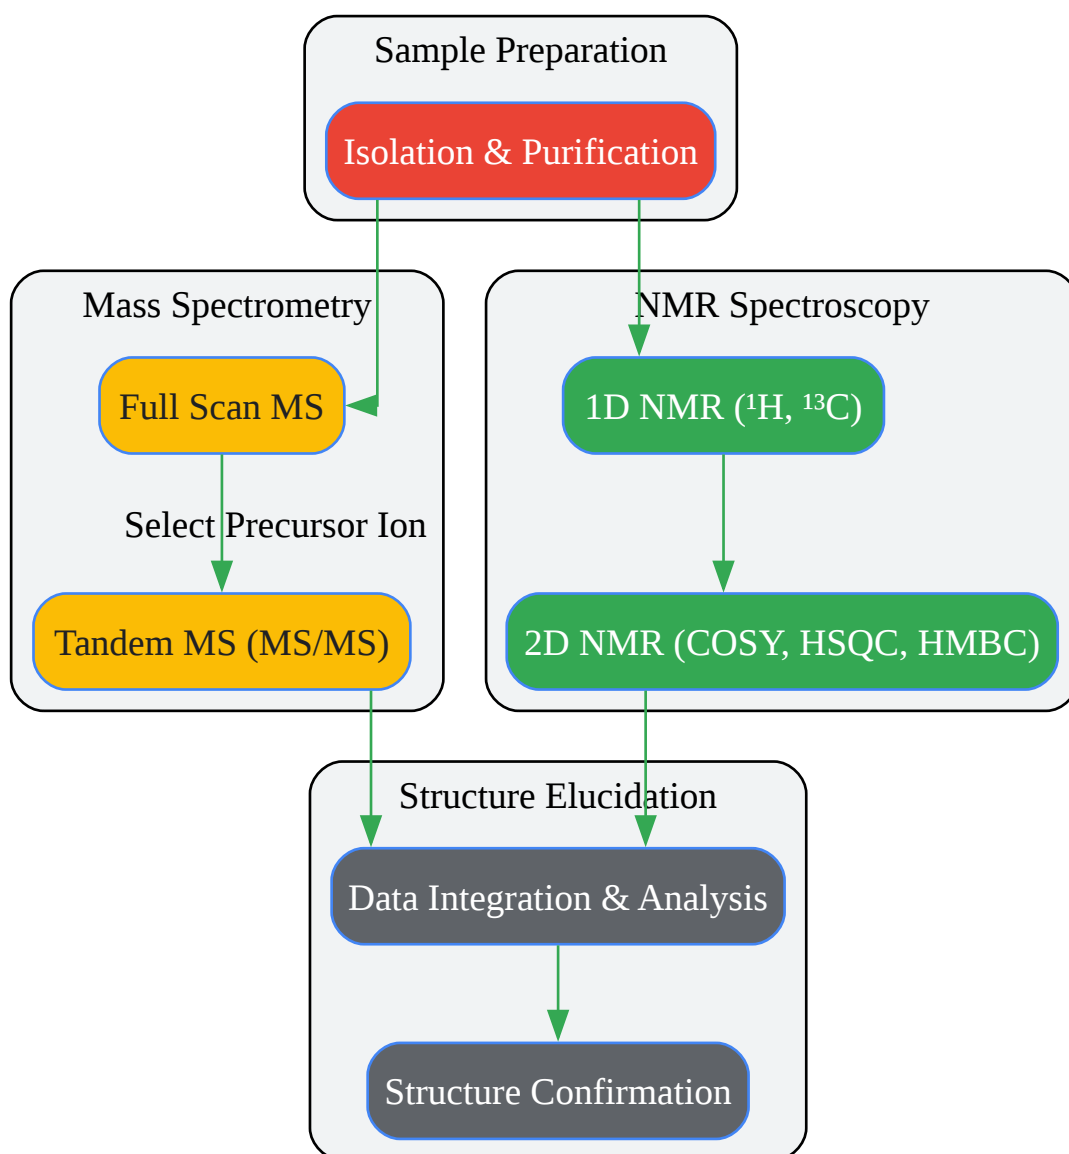 Sample Preparation
Isolation & Purification
Mass Spectrometry
Full Scan MS
Select Precursor Ion
Tandem MS (MS/MS)
NMR Spectroscopy
1D NMR (¹H, ¹³C)
2D NMR (COSY, HSQC, HMBC)
Structure Elucidation
Data Integration & Analysis
Structure Confirmation